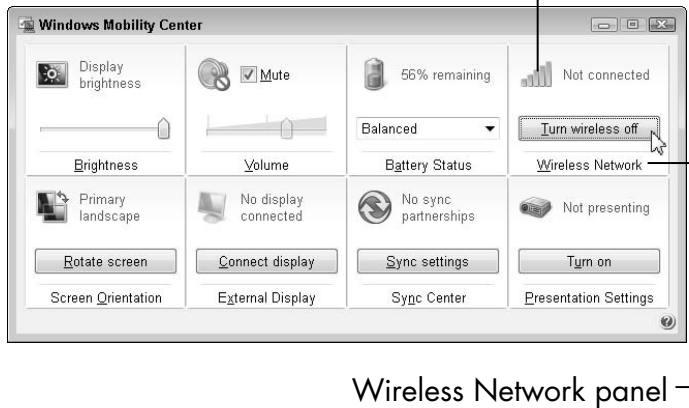 Windows Mobility Center
Display
brightness
Mute
56% remaining
Not connected
Balanced
Turn wireless off
Brightness
Volume
Battery Status
Wireless Network
Primary
landscape
No display
connected
No sync
partnerships
Not presenting
Rotate screen
Connect display
Sync settings
Turn on
Screen Orientation
External Display
Sync Center
Presentation Settings
Wireless Network panel